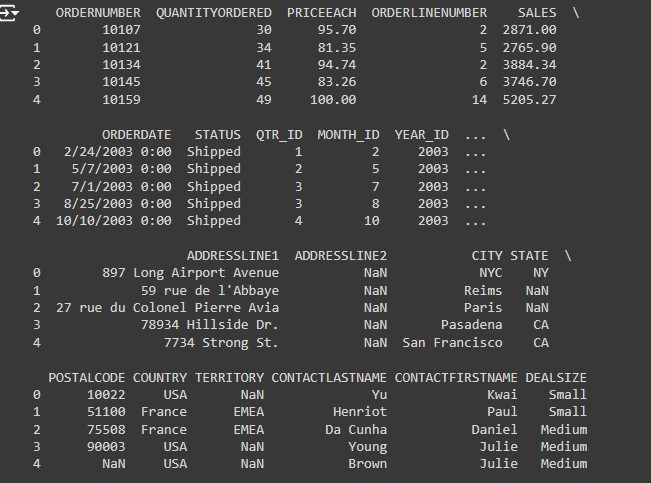 ORDERNUMBER QUANTITYORDERED PRICEEACH ORDERLINENUMBER SALES \
0 10107 30 95.70 2 2871.00
1 10121 34 81.35 5 2765.90
2 10134 41 94.74 2 3884.34
3 10145 45 83.26 6 3746.70
4 10159 49 100.00 14 5205.27
ORDERDATE STATUS QTR_ID MONTH_ID YEAR_ID ... \
0 2/24/2003 0:00 Shipped 1 2 2003 ...
1 5/7/2003 0:00 Shipped 2 5 2003 ...
2 7/1/2003 0:00 Shipped 3 7 2003 ...
3 8/25/2003 0:00 Shipped 3 8 2003 ...
4 10/10/2003 0:00 Shipped 4 10 2003 ...
ADDRESSLINE1 ADDRESSLINE2 CITY STATE \
0 897 Long Airport Avenue NaN NYC NY
1 59 rue de l'Abbaye NaN Reims NaN
2 27 rue du Colonel Pierre Avia NaN Paris NaN
3 78934 Hillside Dr. NaN Pasadena CA
4 7734 Strong St. NaN San Francisco CA
POSTALCODE COUNTRY TERRITORY CONTACTLASTNAME CONTACTFIRSTNAME DEALSIZE
0 10022 USA NaN Yu Kwai Small
1 51100 France EMEA Henriot Paul Small
2 75508 France EMEA Da Cunha Daniel Medium
3 90003 USA NaN Young Julie Medium
4 NaN USA NaN Brown Julie Medium